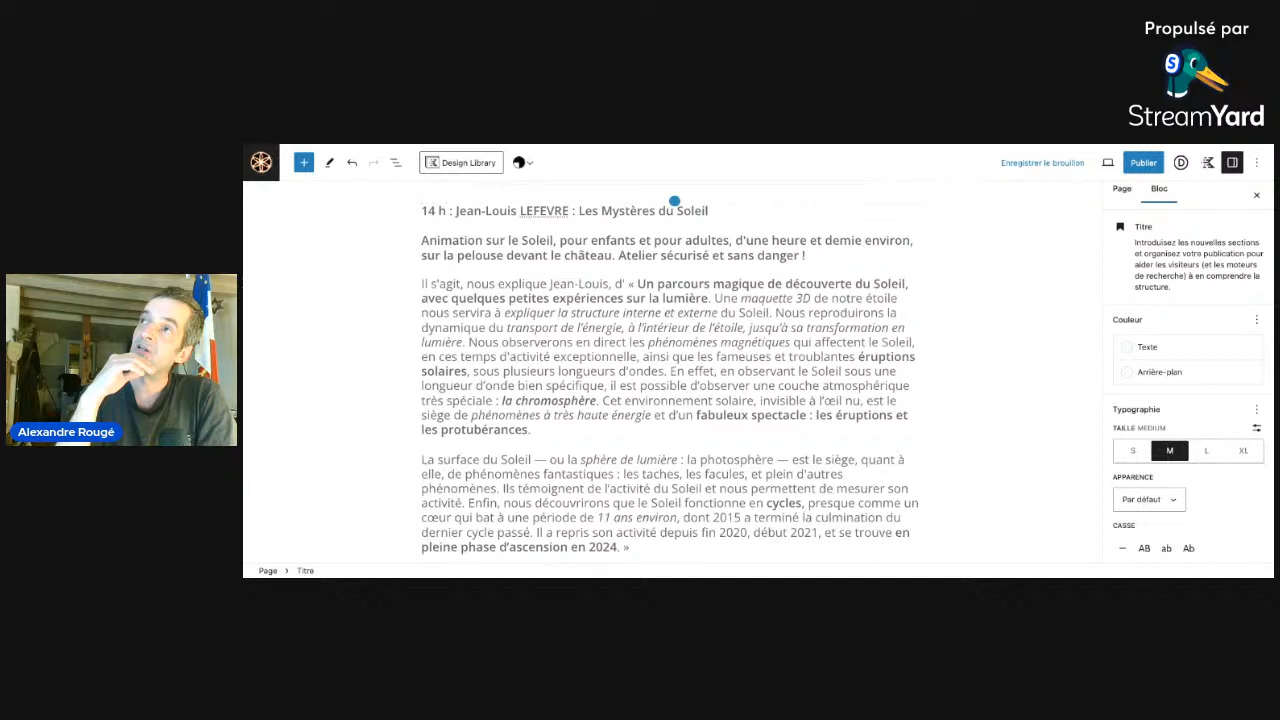 Propulsé par
StreamYard
Design Library
Enregistrer le brouillon
Publier
14 h : Jean-Louis LEFEVRE : Les Mystères du Soleil
Animation sur le Soleil, pour enfants et pour adultes, d'une heure et demie environ,
sur la pelouse devant le château. Atelier sécurisé et sans danger !
Il s'agit, nous explique Jean-Louis, d' « Un parcours magique de découverte du Soleil,
avec quelques petites expériences sur la lumière. Une maquette 3D de notre étoile
nous servira à expliquer la structure interne et externe du Soleil. Nous reproduirons la
dynamique du transport de l’énergie, à l’intérieur de l’étoile, jusqu’à sa transformation en
lumière. Nous observerons en direct les phénomènes magnétiques qui affectent le Soleil,
en ces temps d'activité exceptionnelle, ainsi que les fameuses et troublantes éruptions
solaires, sous plusieurs longueurs d'ondes. En effet, en observant le Soleil sous une
longueur d’onde bien spécifique, il est possible d’observer une couche atmosphérique
très spéciale : la chromosphère. Cet environnement solaire, invisible à l’œil nu, est le
siège de phénomènes à très haute énergie et d’un fabuleux spectacle : les éruptions et
les protubérances.
La surface du Soleil — ou la sphère de lumière : la photosphère — est le siège, quant à
elle, de phénomènes fantastiques : les taches, les facules, et plein d'autres
phénomènes. Ils témoignent de l’activité du Soleil et nous permettent de mesurer son
activité. Enfin, nous découvrirons que le Soleil fonctionne en cycles, presque comme un
cœur qui bat à une période de 11 ans environ, dont 2015 a terminé la culmination du
dernier cycle passé. Il a repris son activité depuis fin 2020, début 2021, et se trouve en
pleine phase d’ascension en 2024. »
Page
Bloc
Titre
Introduisez les nouvelles sections
et organisez votre publication pour
aider les visiteurs (et les moteurs
de recherche) à en comprendre la
structure.
Couleur
Texte
Arrière-plan
Typographie
TAILLE MEDIUM
S
M
L
XL
APPARENCE
Par défaut
CASSE
— AB ab Ab
Page › Titre
Alexandre Rougé